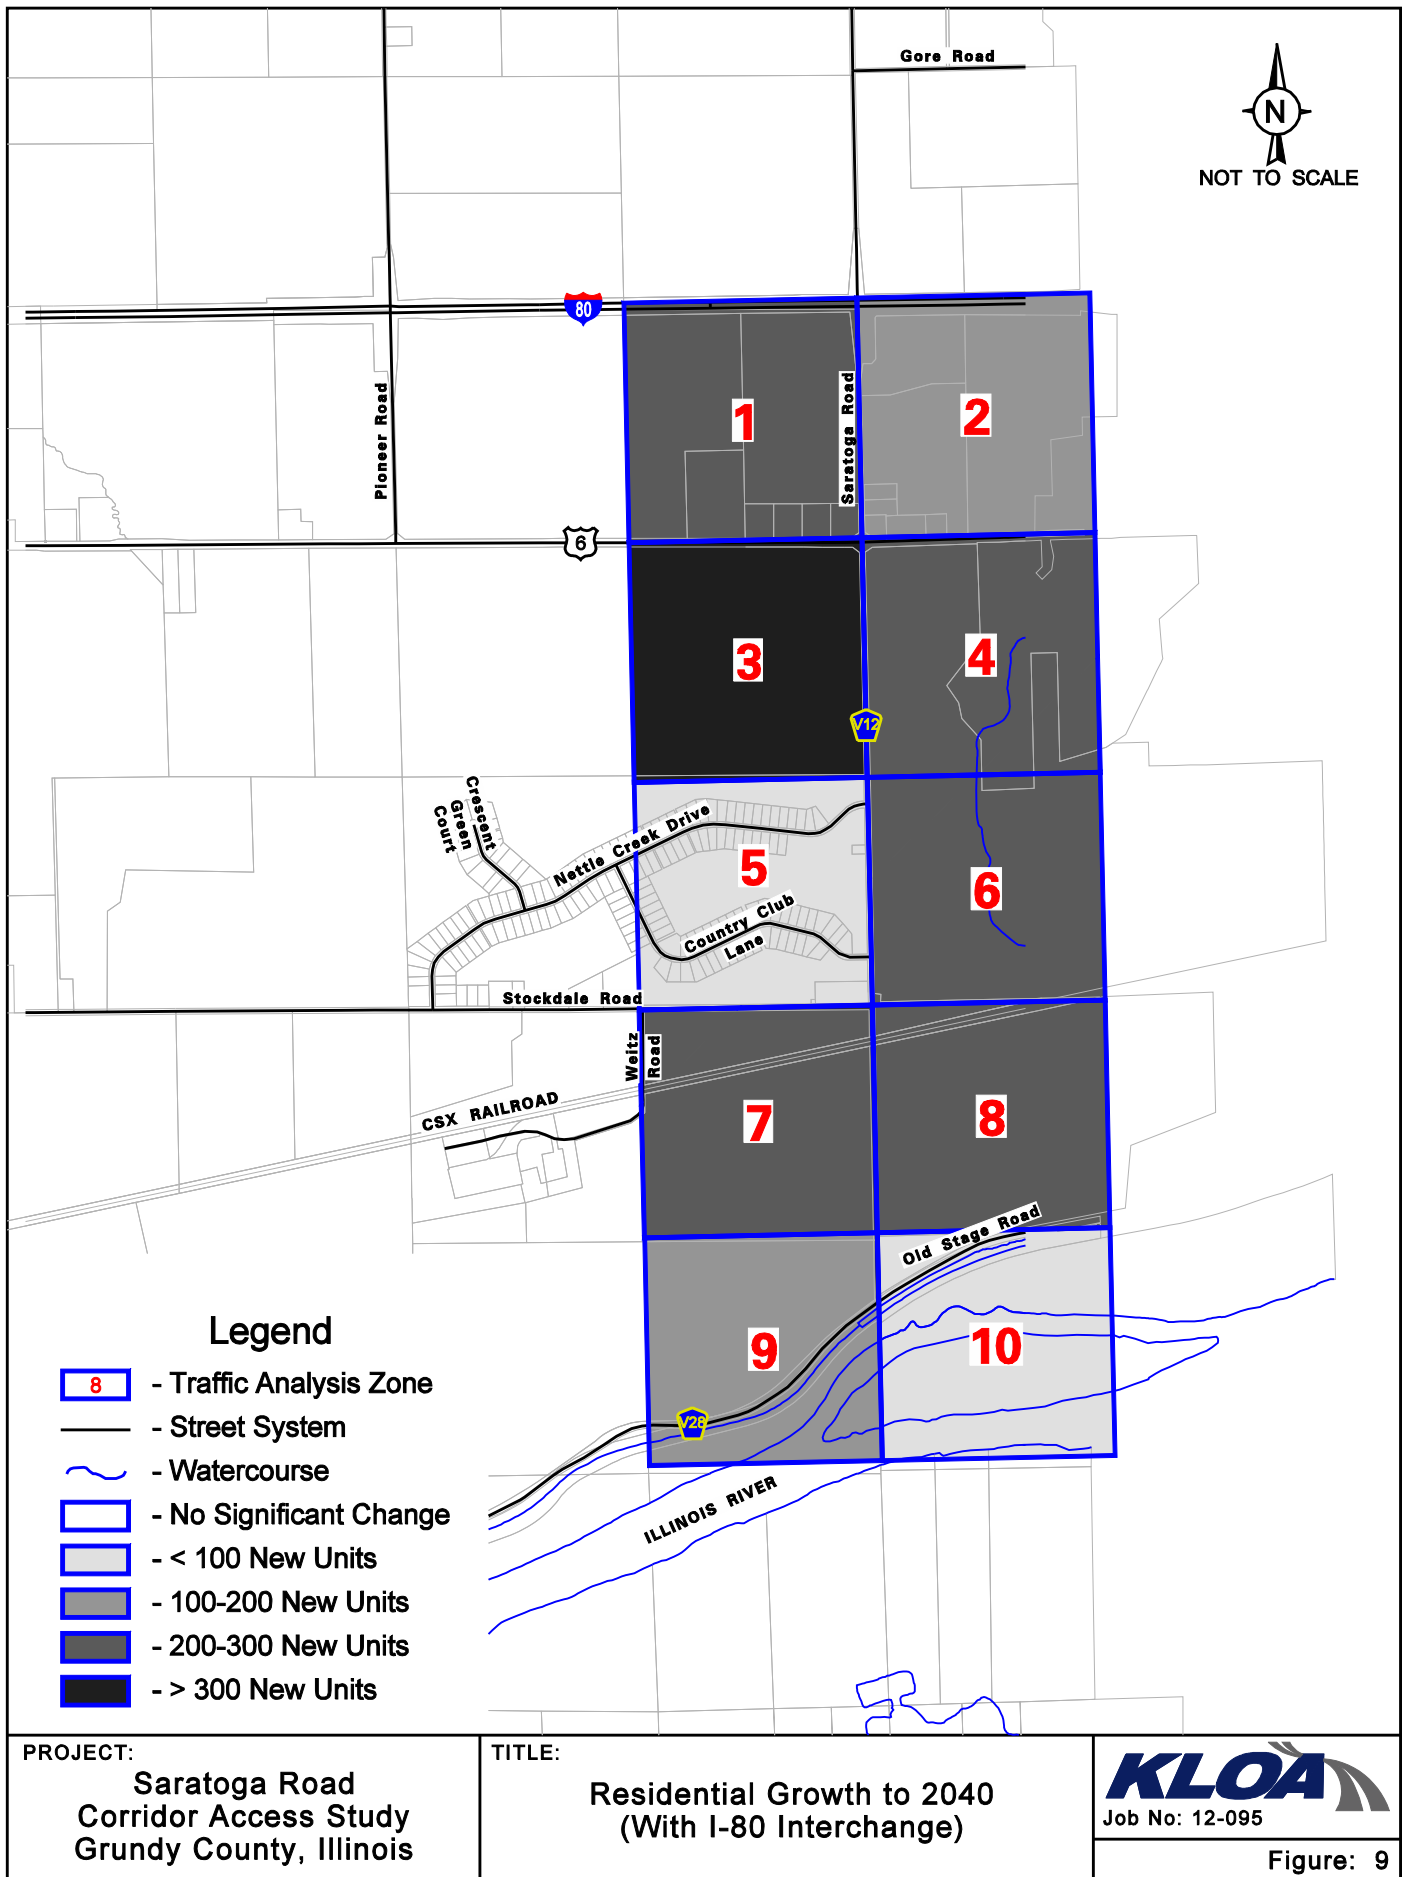 Gore Road
N
NOT TO SCALE
80
Pioneer Road
Saratoga Road
1
2
6
3
4
V12
Crescent
Green
Court
Nettle Creek Drive
5
6
Country Club
Lane
Stockdale Road
Weitz
Road
CSX RAILROAD
7
8
Old Stage Road
9
10
V28
ILLINOIS RIVER
Legend
8 - Traffic Analysis Zone
- Street System
- Watercourse
- No Significant Change
- < 100 New Units
- 100-200 New Units
- 200-300 New Units
- > 300 New Units
PROJECT:
Saratoga Road
Corridor Access Study
Grundy County, Illinois
TITLE:
Residential Growth to 2040
(With I-80 Interchange)
KLOA
Job No: 12-095
Figure: 9